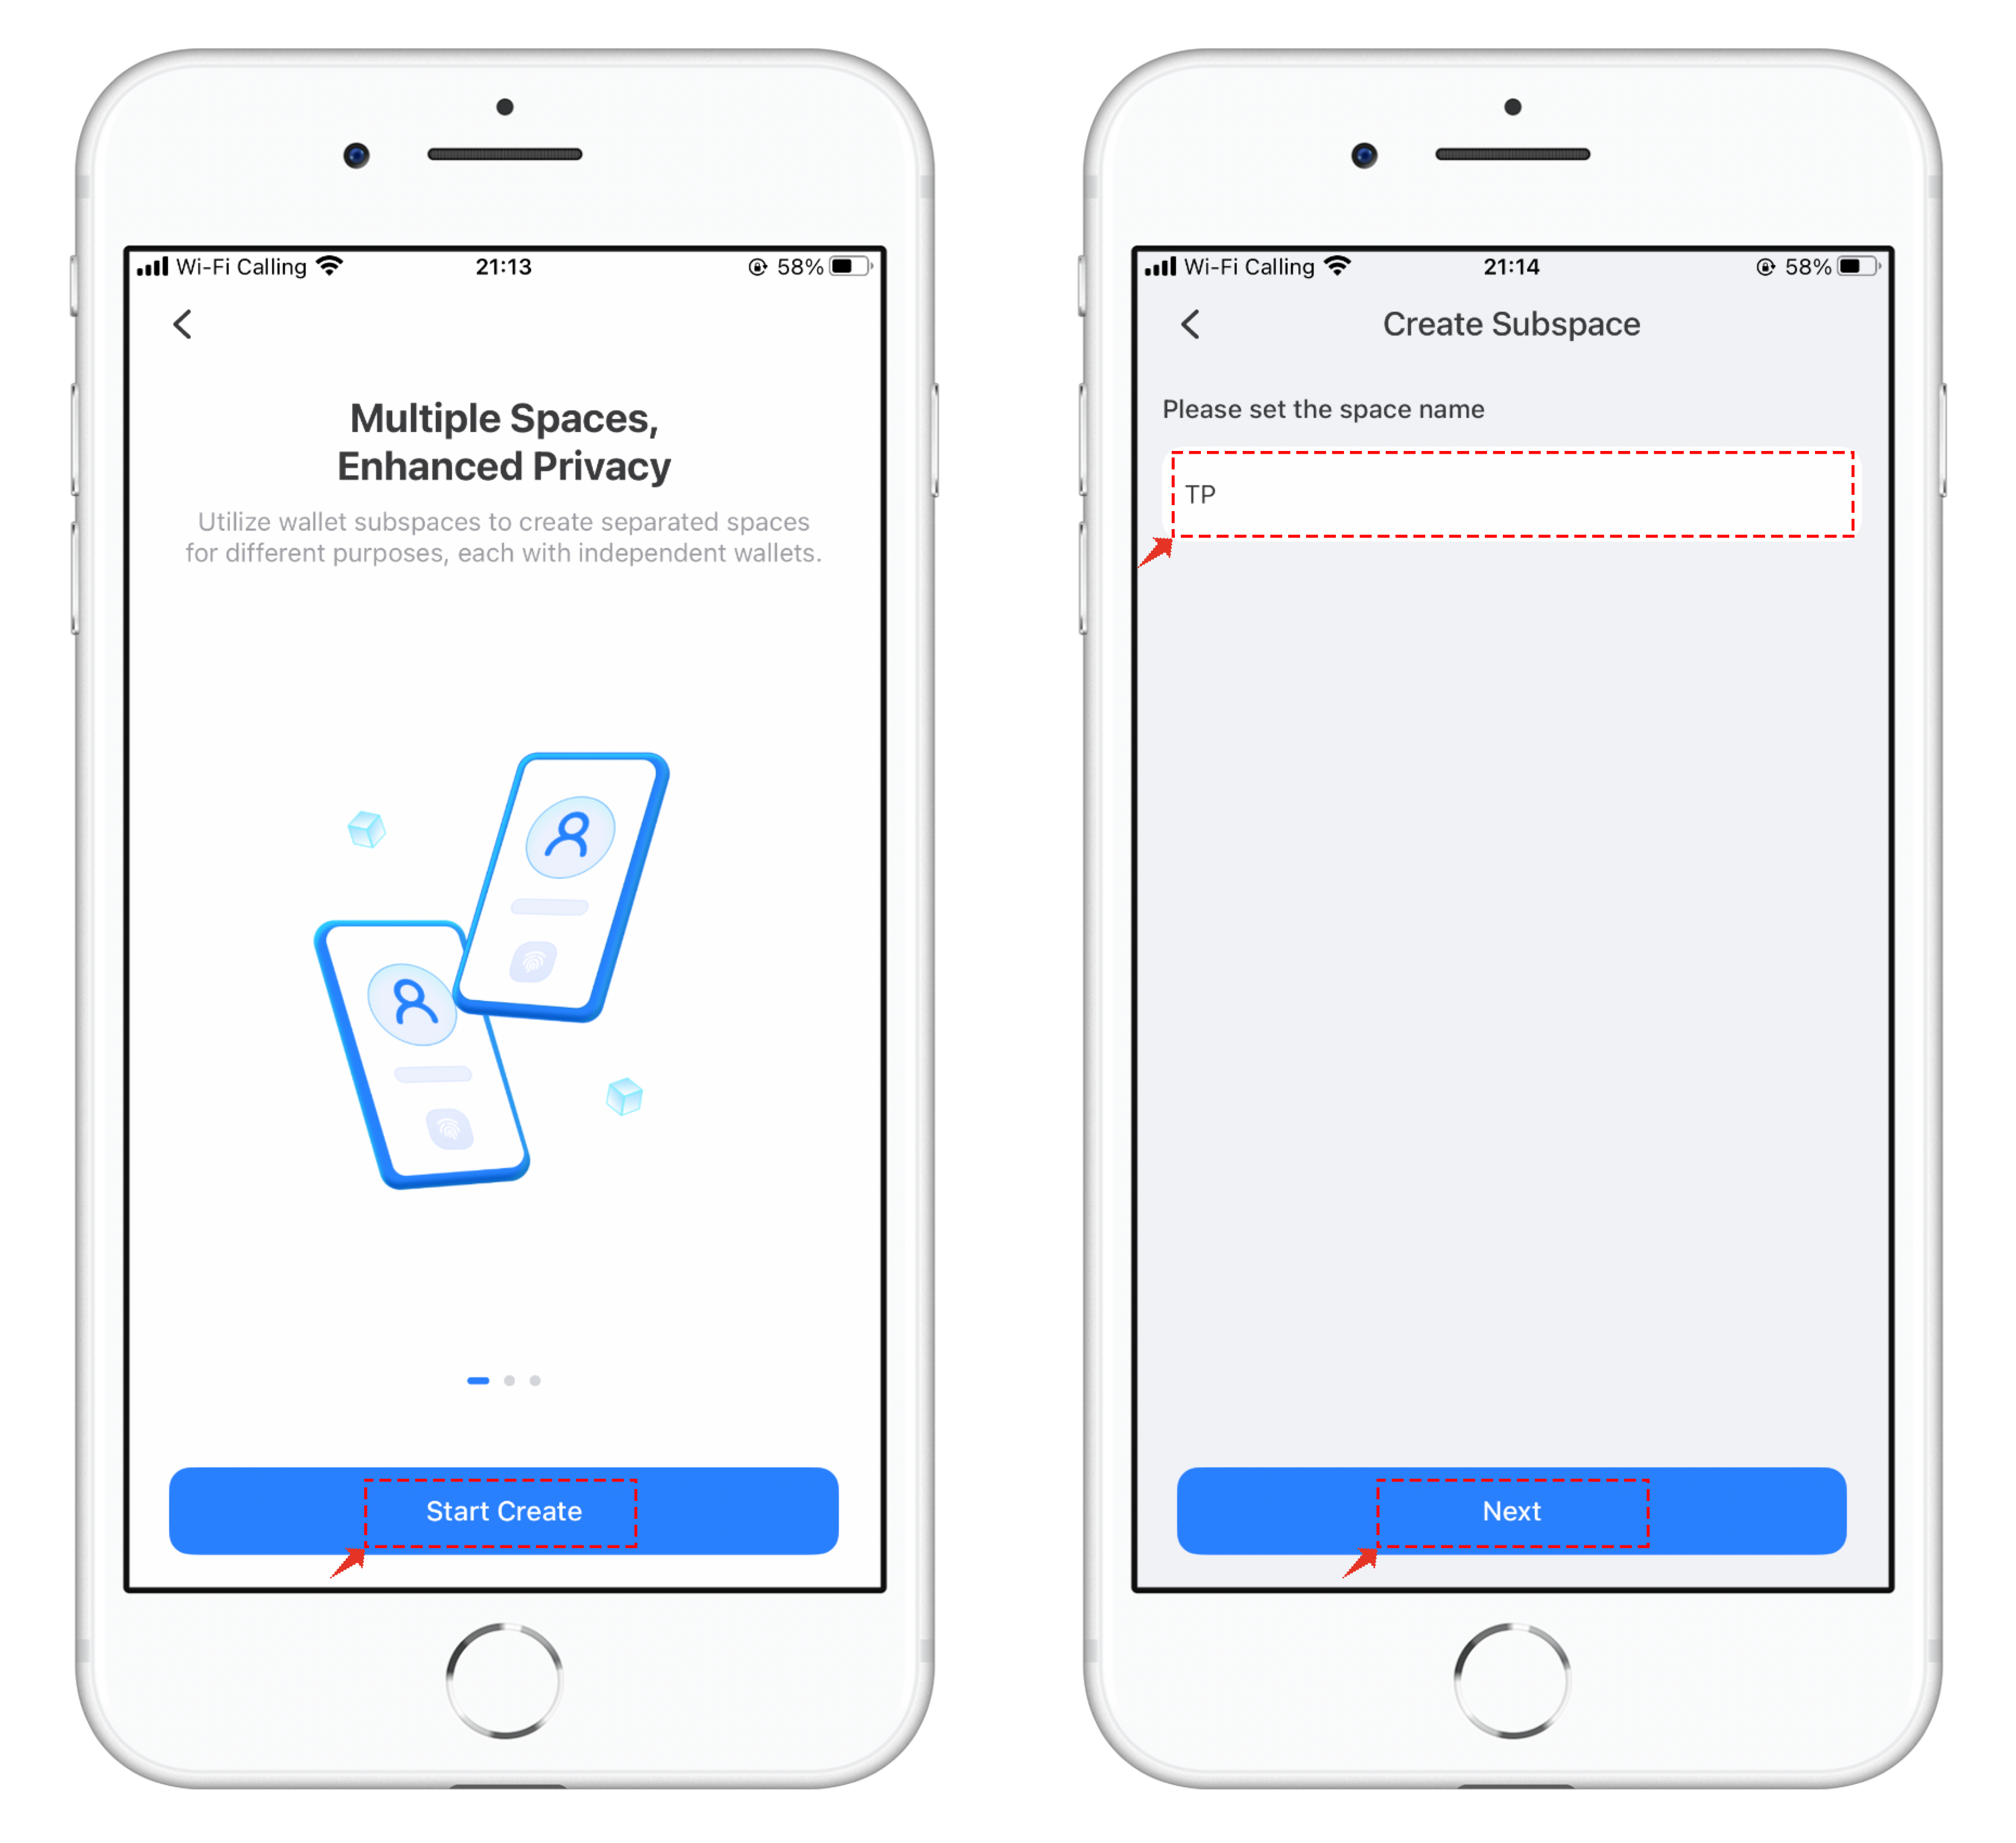 Wi-Fi Calling 21:13 58%
Multiple Spaces,
Enhanced Privacy
Utilize wallet subspaces to create separated spaces
for different purposes, each with independent wallets.
Start Create
Wi-Fi Calling 21:14 58%
Create Subspace
Please set the space name
TP
Next